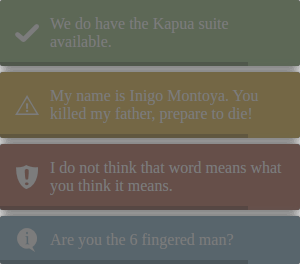 We do have the Kapua suite
available.
My name is Inigo Montoya. You
killed my father, prepare to die!
I do not think that word means what
you think it means.
Are you the 6 fingered man?